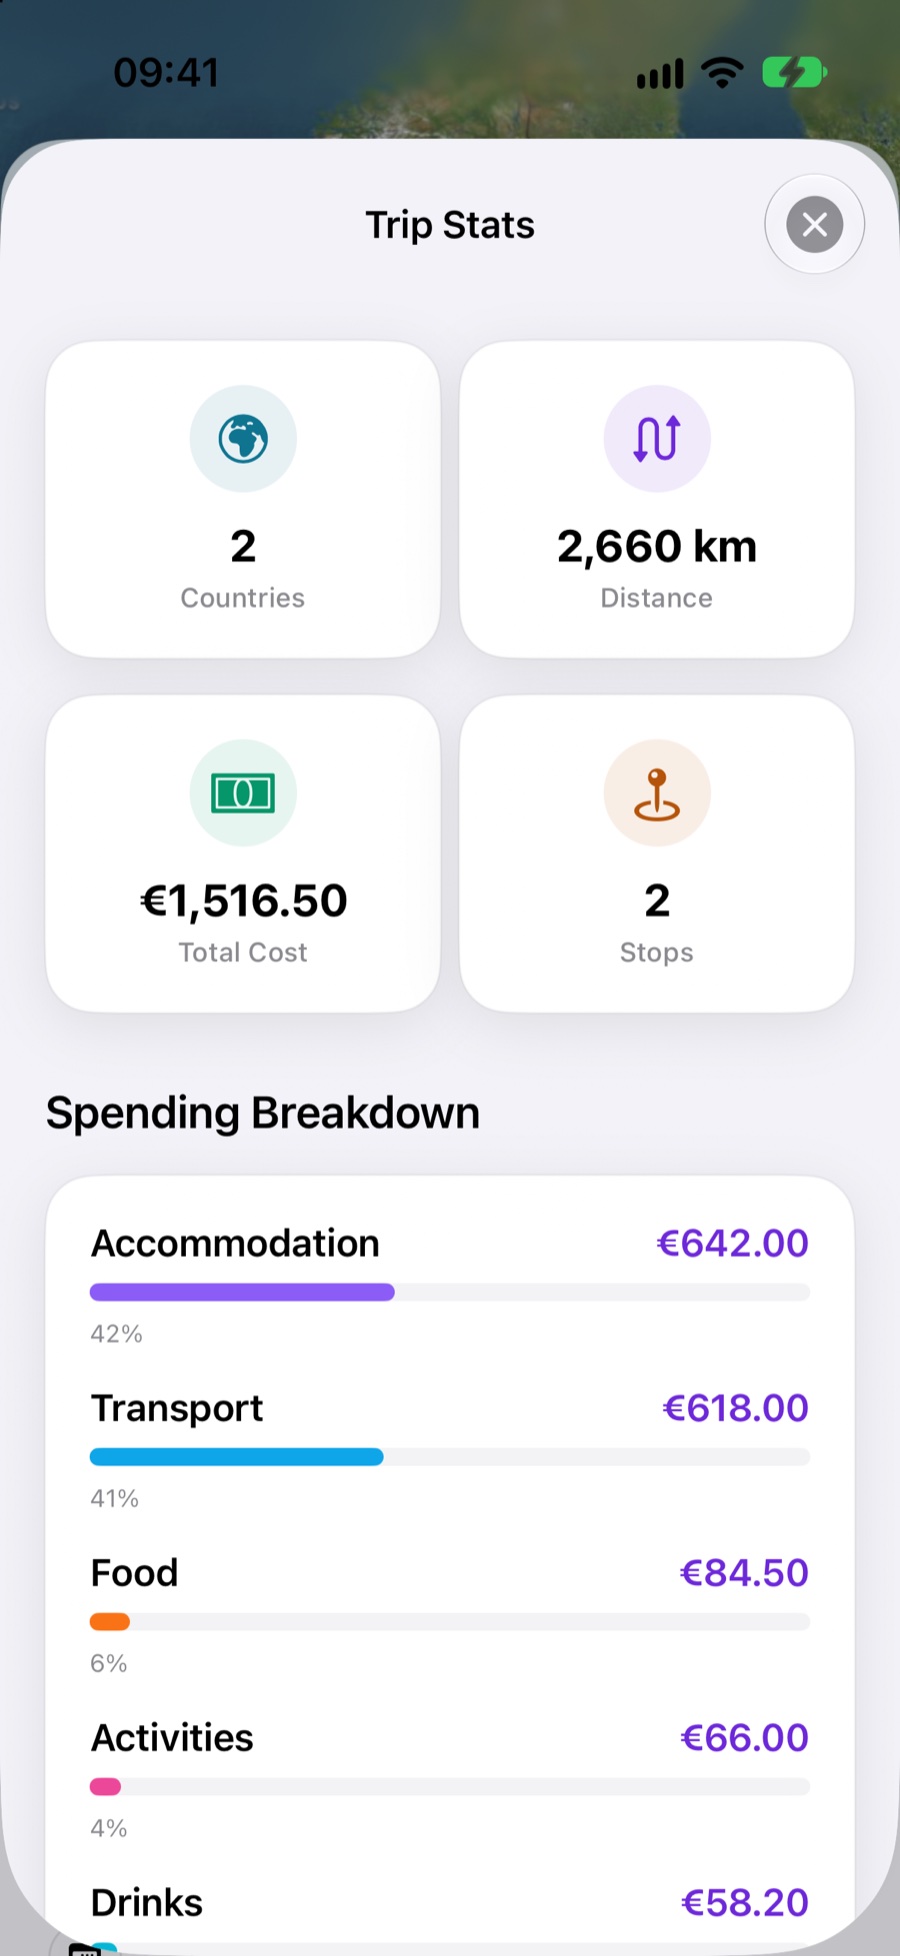 09:41
Trip Stats
2
Countries
2,660 km
Distance
€1,516.50
Total Cost
2
Stops
Spending Breakdown
Accommodation €642.00
42%
Transport €618.00
41%
Food €84.50
6%
Activities €66.00
4%
Drinks €58.20